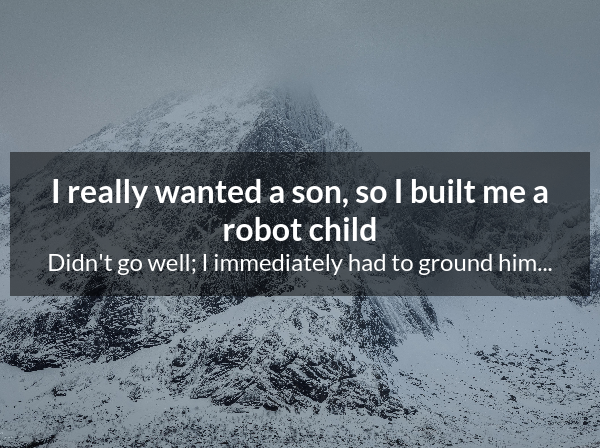 I really wanted a son, so I built me a
robot child
Didn't go well; I immediately had to ground him...